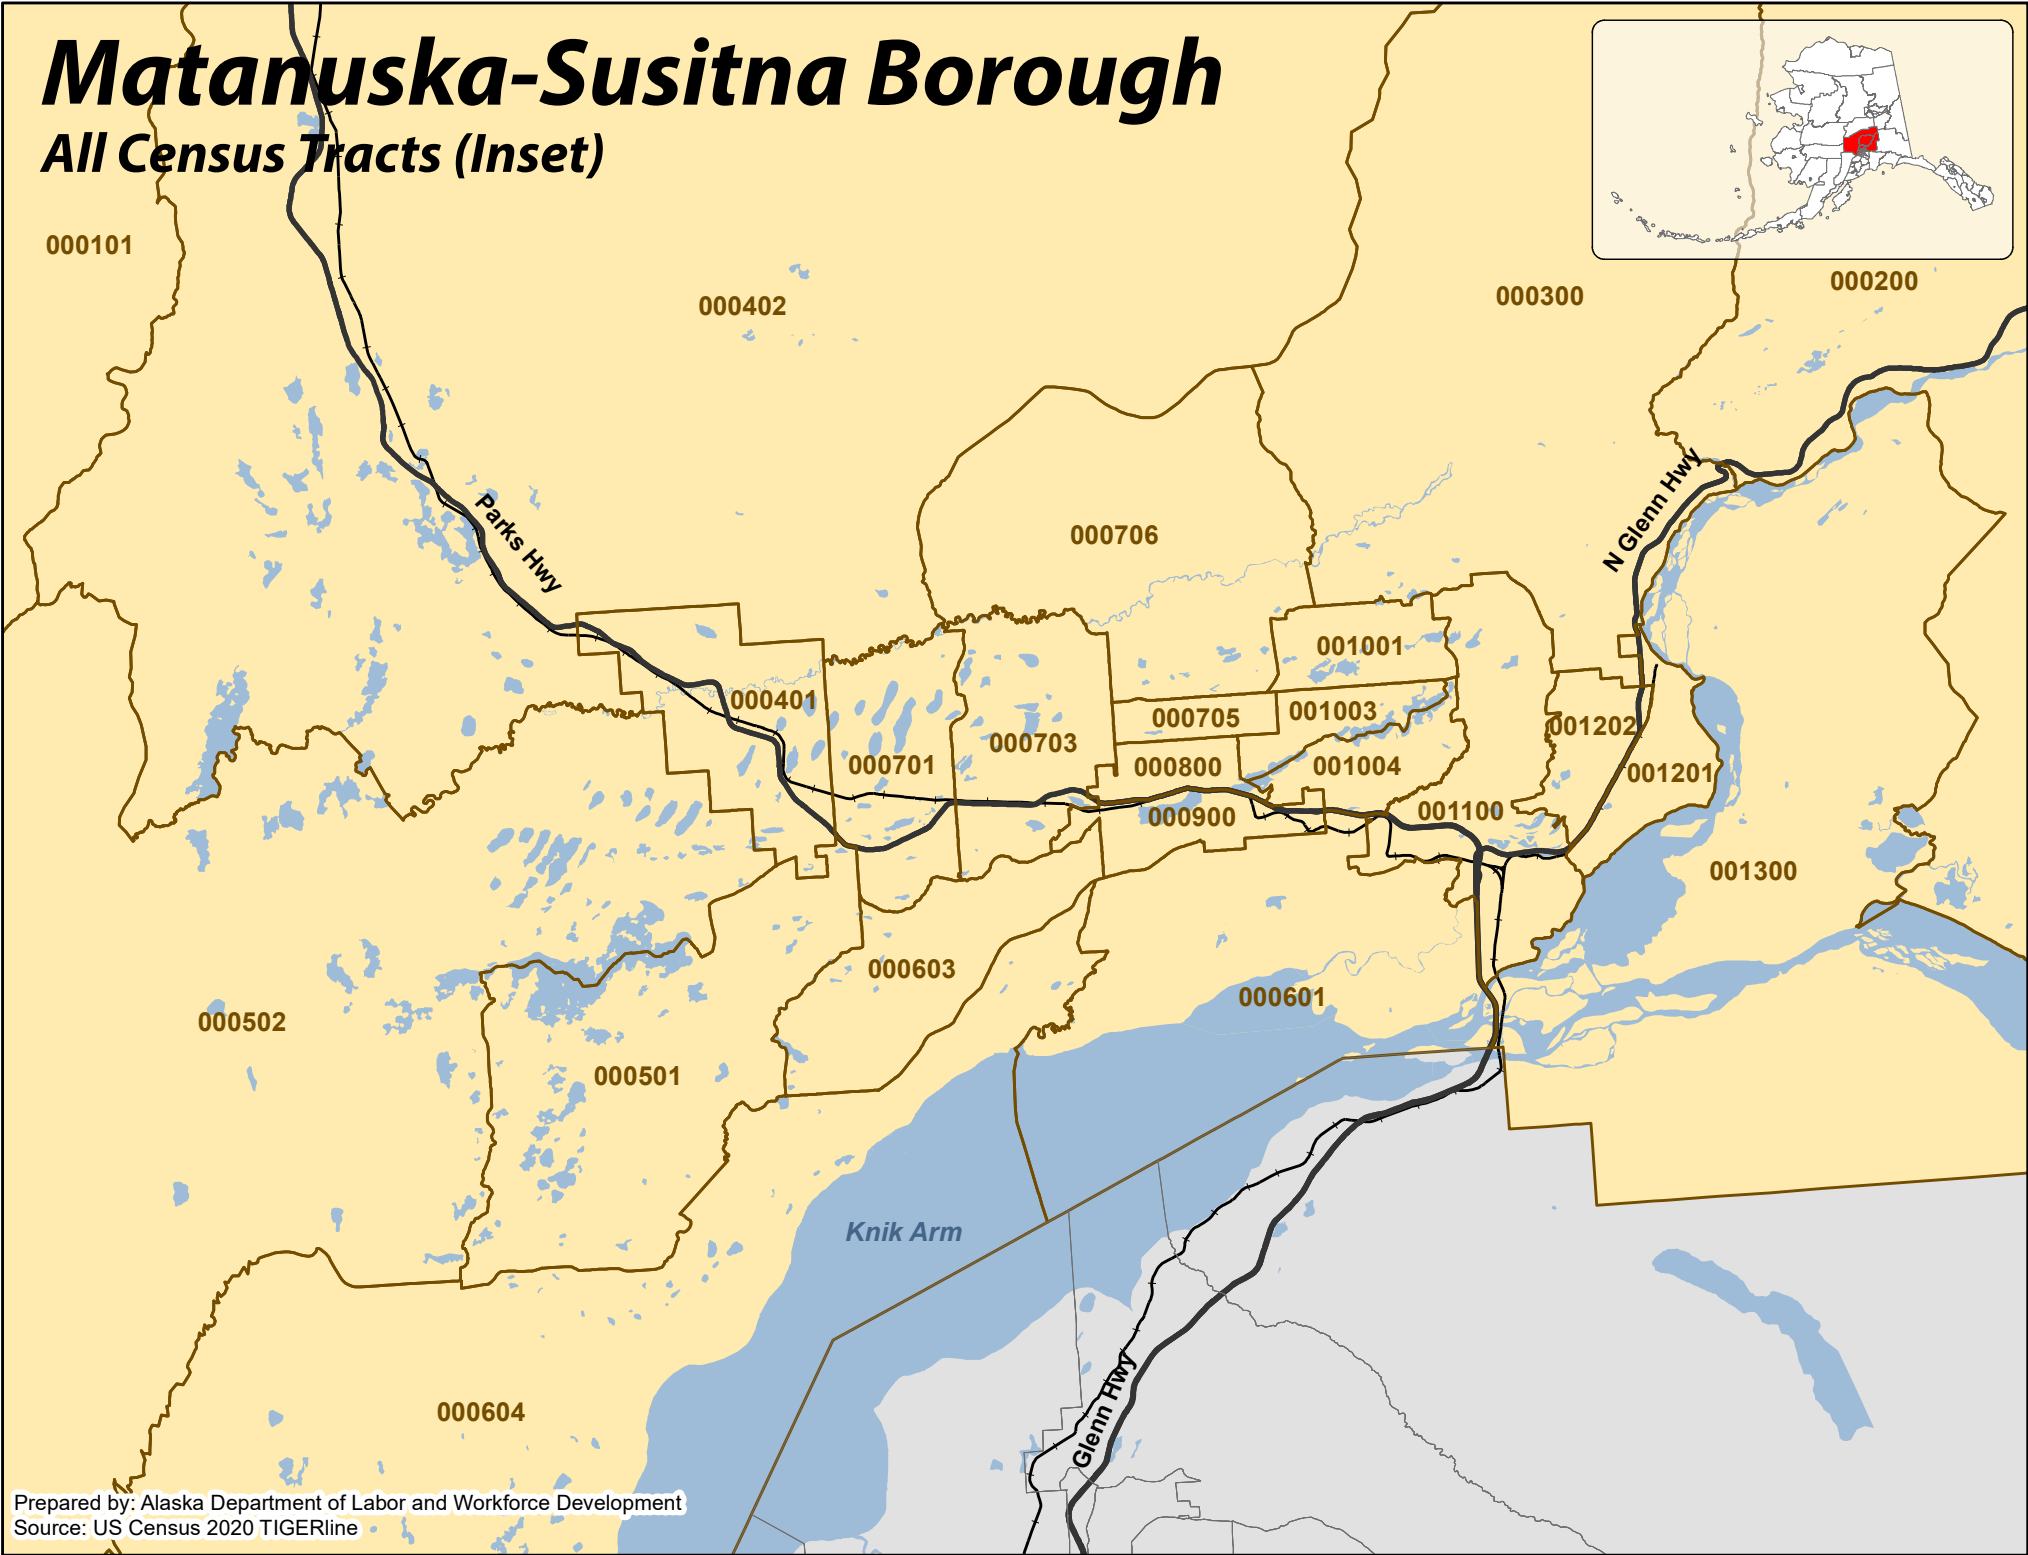 Matanuska-Susitna Borough
All Census Tracts (Inset)
000101
000402
000300
000200
Parks Hwy
N Glenn Hwy
000706
001001
000401
000705
001003
001202
000703
000701
000800
001004
001201
000900
001100
001300
000603
000601
000502
000501
Knik Arm
Glenn Hwy
000604
Prepared by: Alaska Department of Labor and Workforce Development
Source: US Census 2020 TIGERline